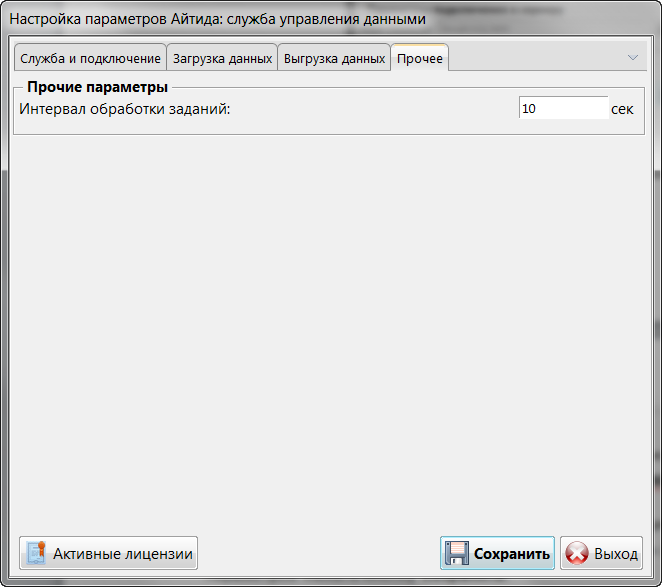 Настройка параметров Айтида: служба управления данными
Служба и подключение Загрузка данных Выгрузка данных Прочее
Прочие параметры
Интервал обработки заданий: 10 сек
Активные лицензии Сохранить Выход